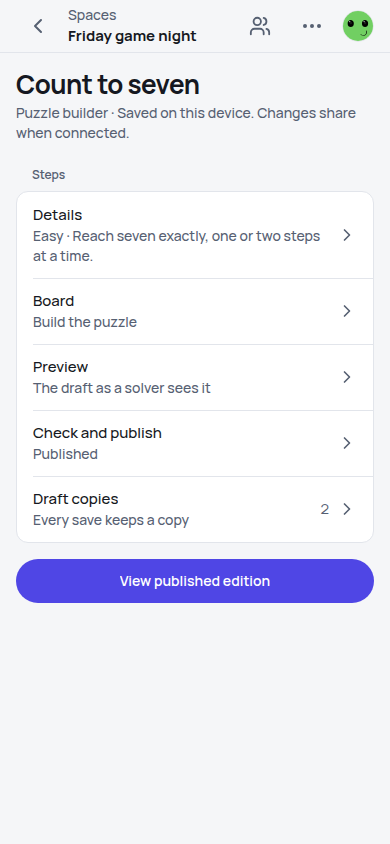 Spaces
Friday game night
Count to seven
Puzzle builder · Saved on this device. Changes share
when connected.
Steps
Details
Easy · Reach seven exactly, one or two steps
at a time.
Board
Build the puzzle
Preview
The draft as a solver sees it
Check and publish
Published
Draft copies
Every save keeps a copy
2
View published edition